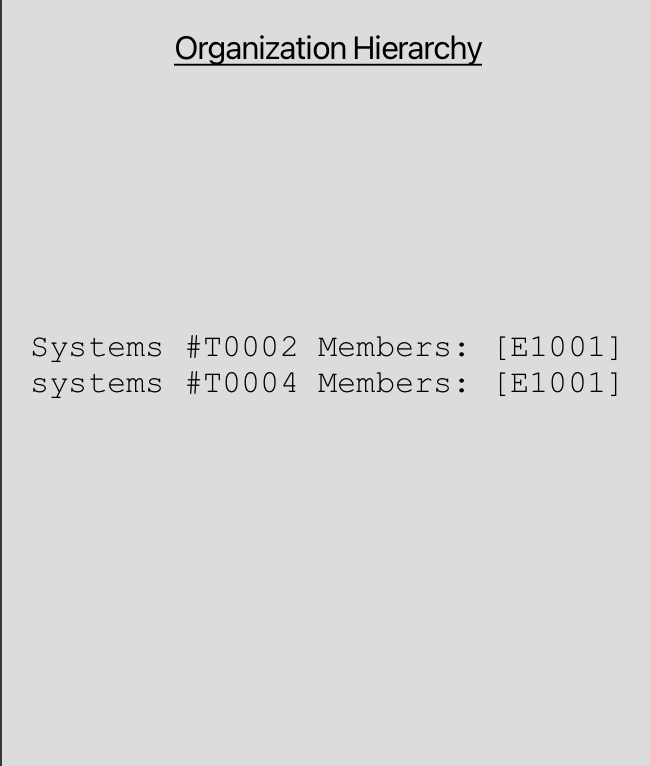 Organization Hierarchy
Systems #T0002 Members: [E1001]
systems #T0004 Members: [E1001]